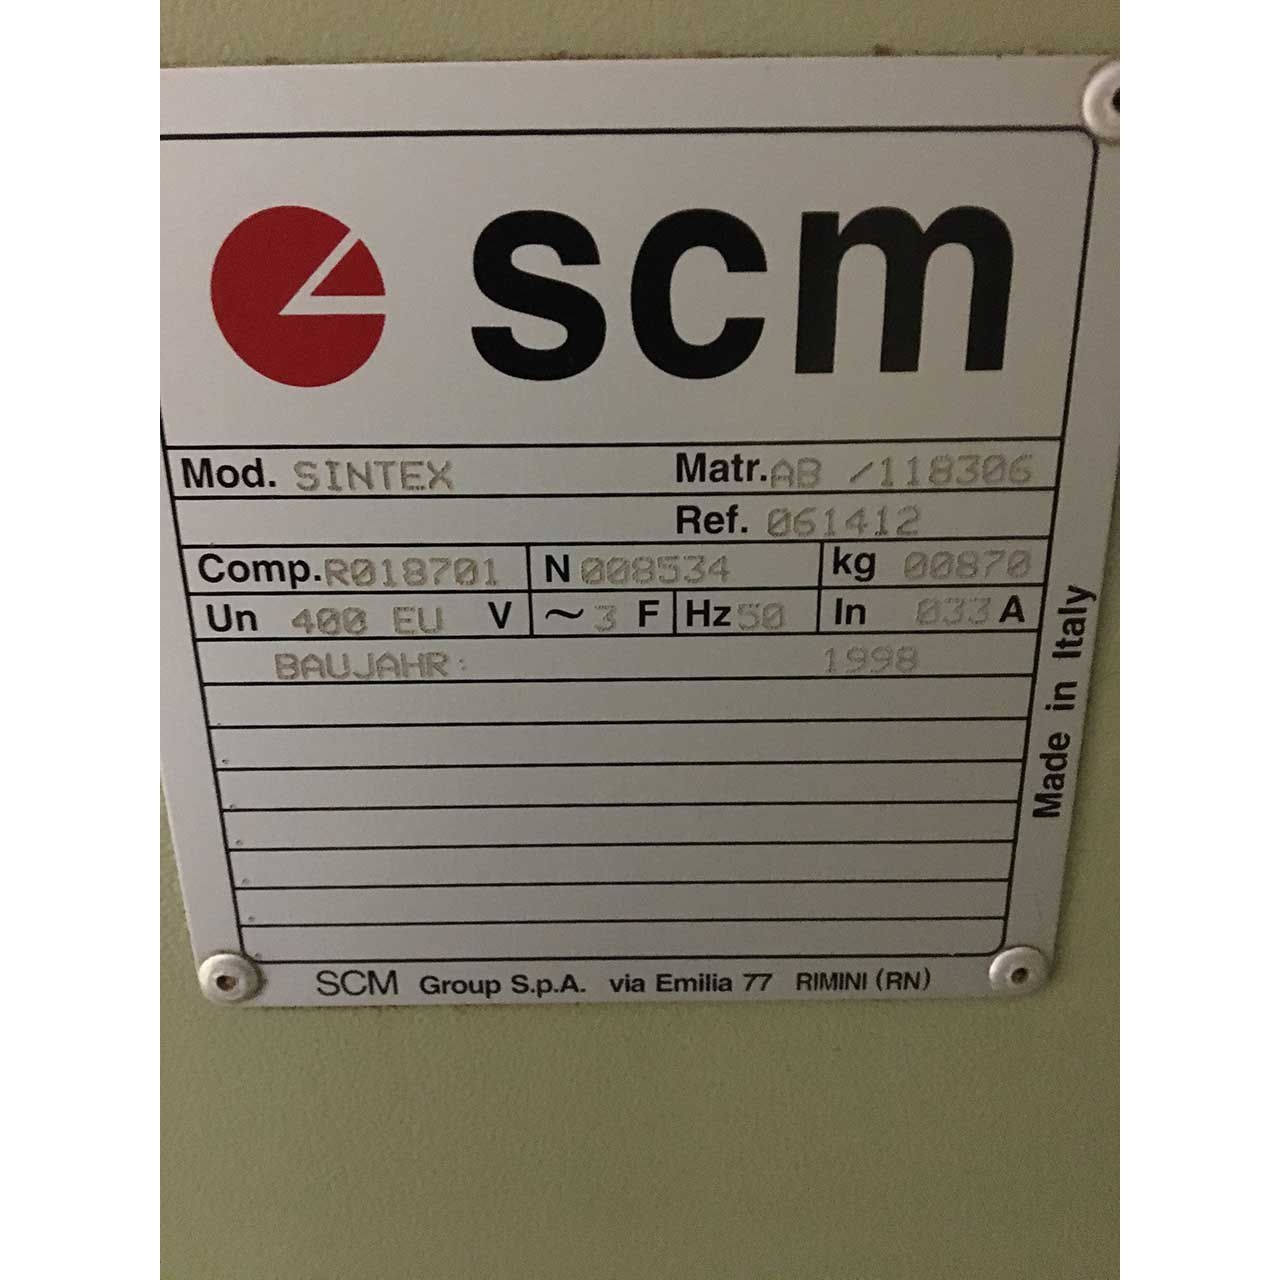 scm
Mod. SINTEX Matr. AB /118306
Ref. 061412
Comp. R018701 N 008534 kg 00870
Un 400 EU V ~ 3 F Hz 50 In 033 A
BAUJAHR: 1998
Made in Italy
SCM Group S.p.A. via Emilia 77 RIMINI (RN)